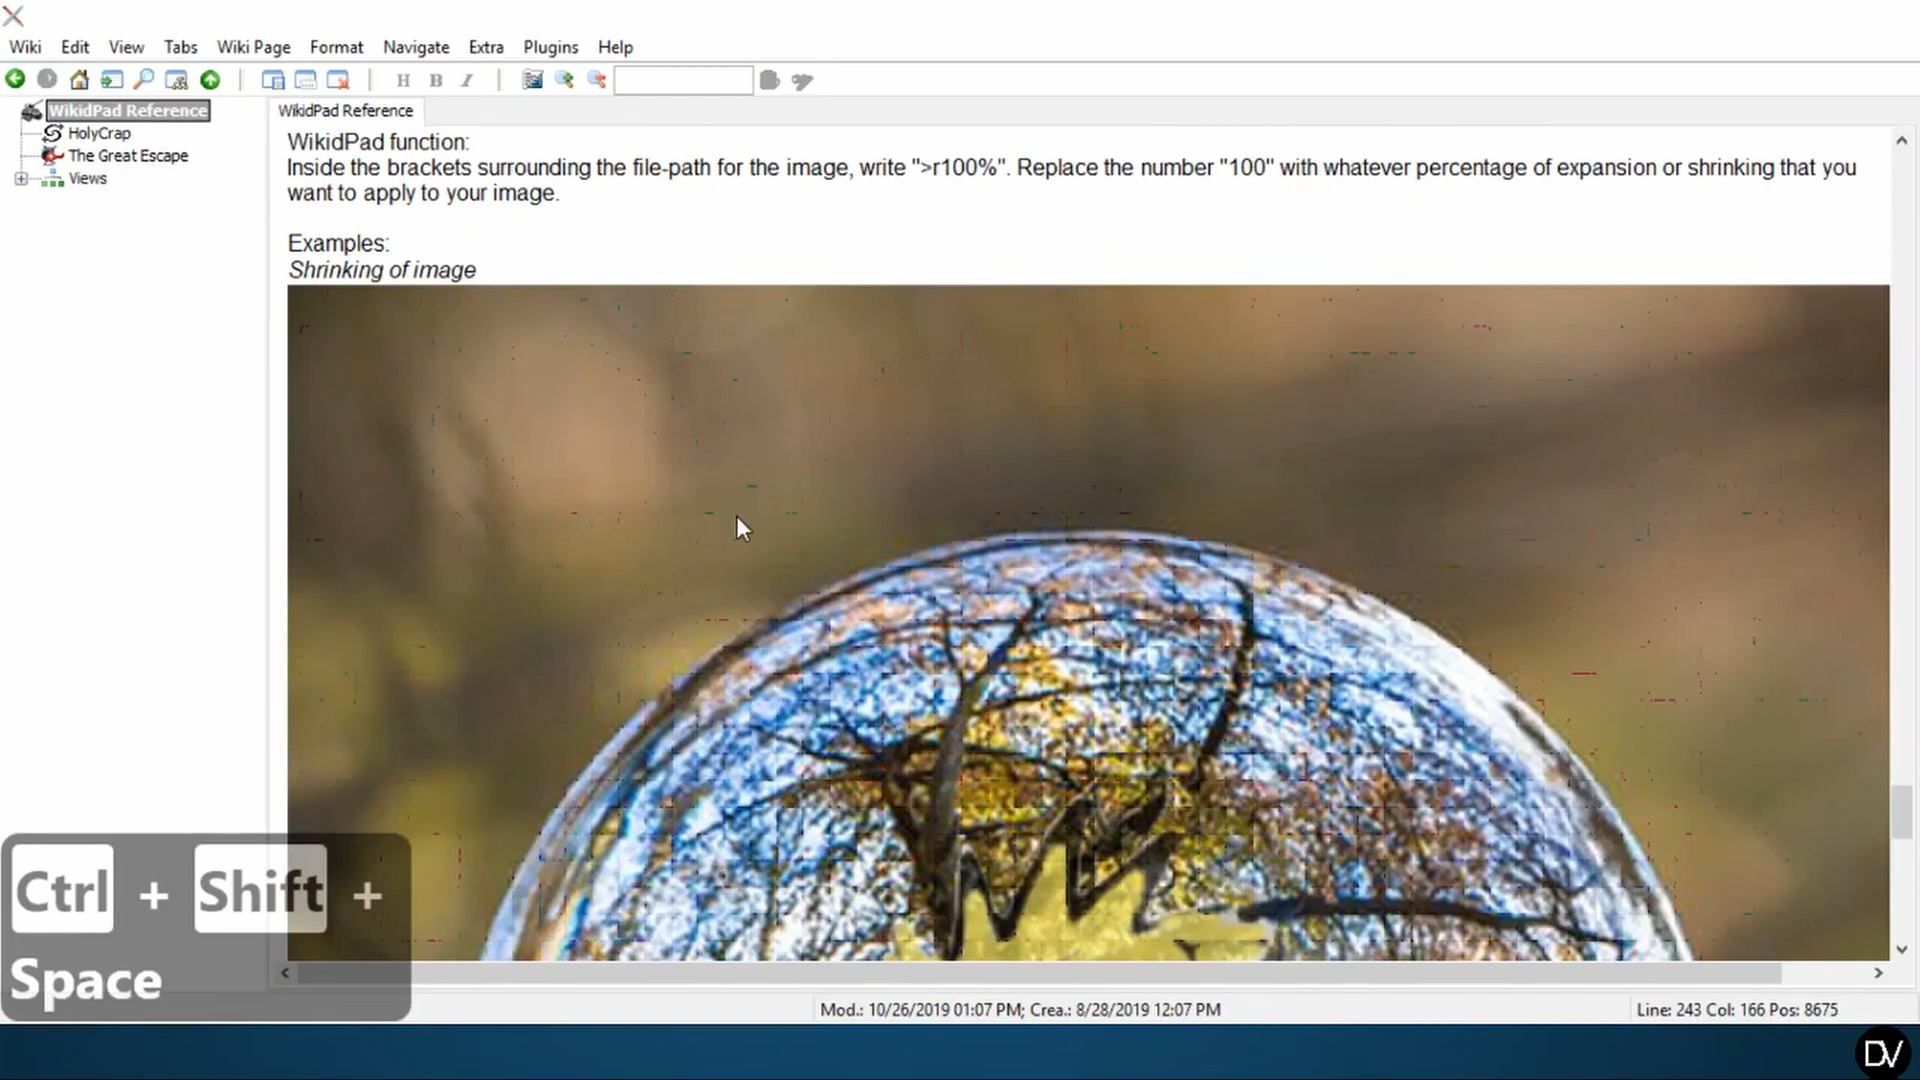 Wiki Edit View Tabs Wiki Page Format Navigate Extra Plugins Help
H B I
WikidPad Reference
HolyCrap
The Great Escape
Views
WikidPad Reference
WikidPad function:
Inside the brackets surrounding the file-path for the image, write ">r100%". Replace the number "100" with whatever percentage of expansion or shrinking that you
want to apply to your image.
Examples:
Shrinking of image
Ctrl + Shift +
Space
Mod.: 10/26/2019 01:07 PM; Crea.: 8/28/2019 12:07 PM
Line: 243 Col: 166 Pos: 8675
DV